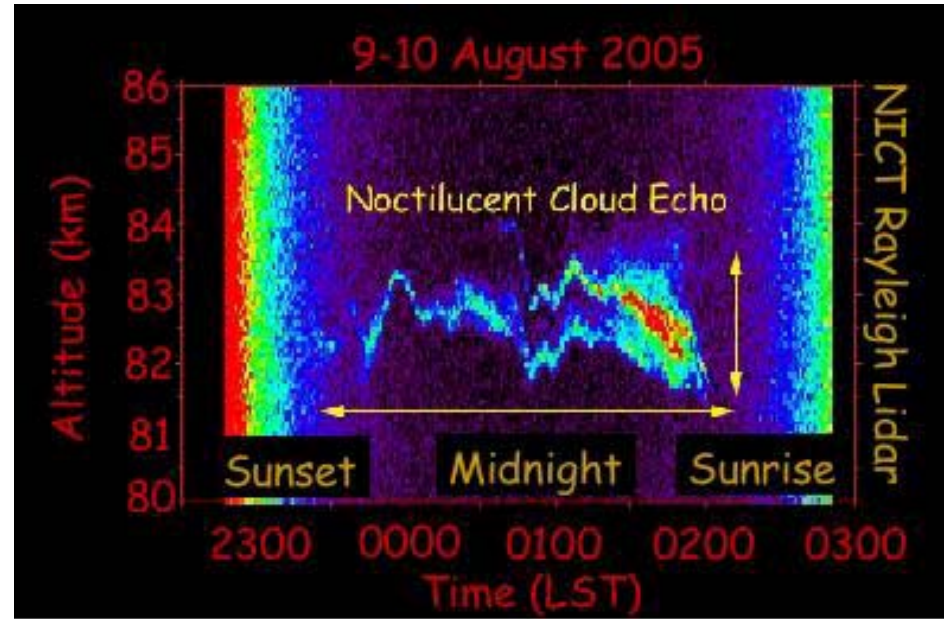 9-10 August 2005
86
85
84
83
82
81
80
Altitude (km)
Noctilucent Cloud Echo
NICT Rayleigh Lidar
Sunset
Midnight
Sunrise
2300 0000 0100 0200 0300
Time (LST)